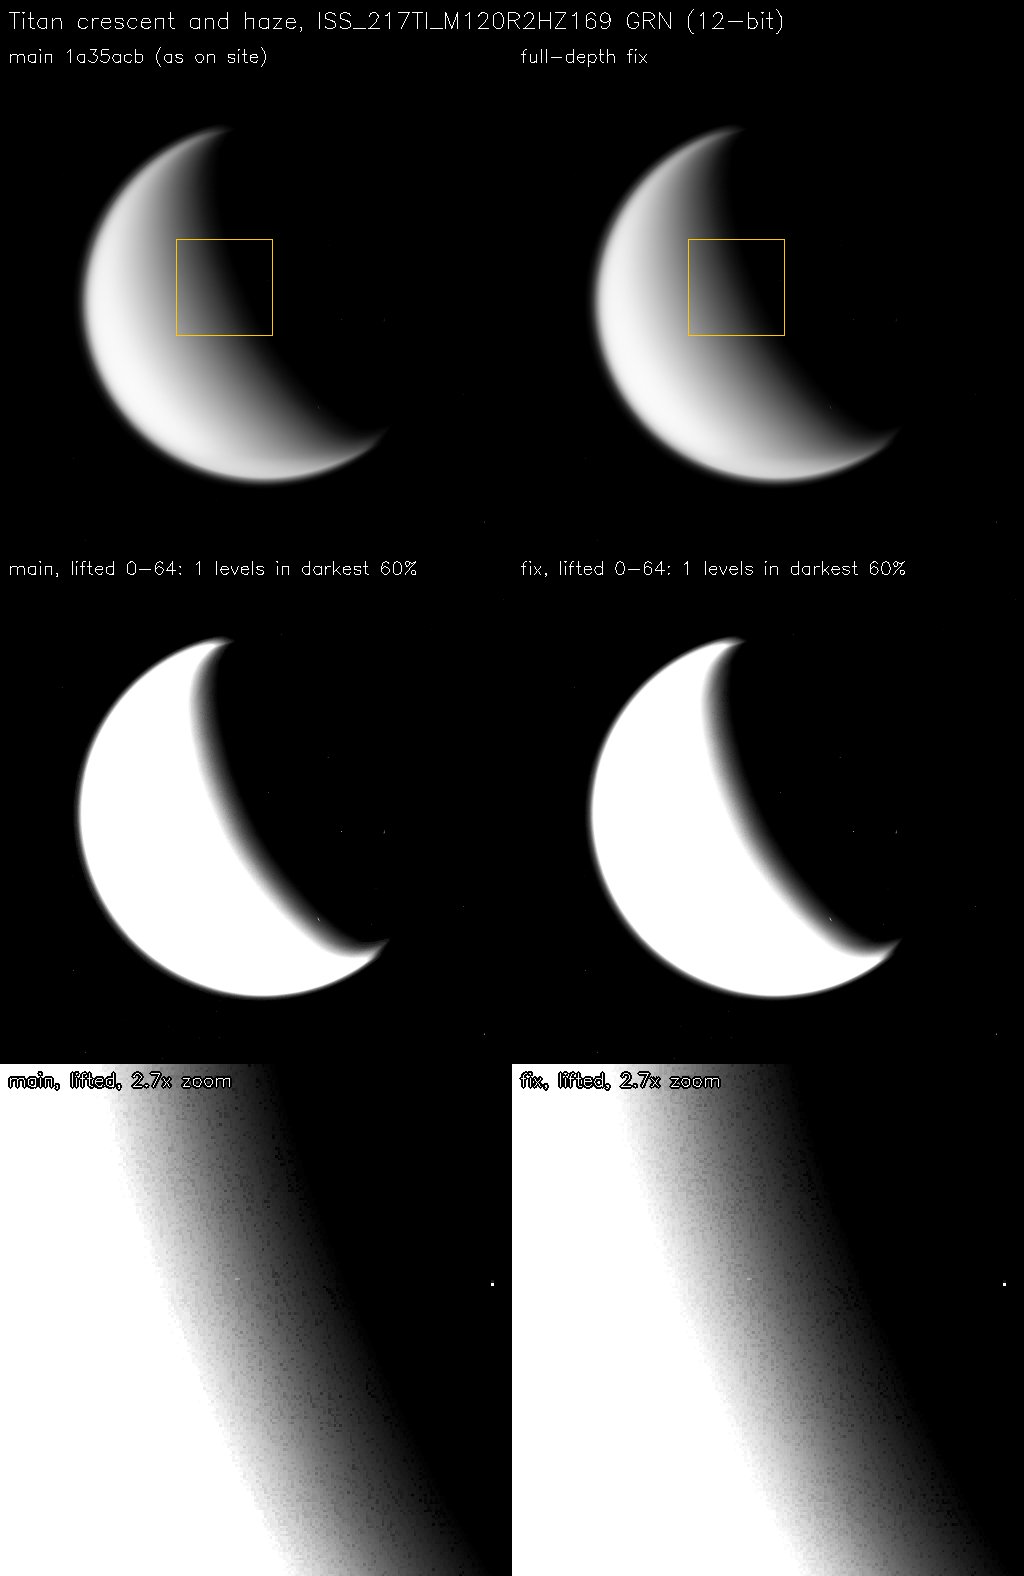 Titan crescent and haze, ISS_217TI_M120R2HZ169 GRN (12-bit)
main 1a35acb (as on site)
full-depth fix
main, lifted 0-64: 1 levels in darkest 60%
fix, lifted 0-64: 1 levels in darkest 60%
main, lifted, 2.7x zoom
fix, lifted, 2.7x zoom